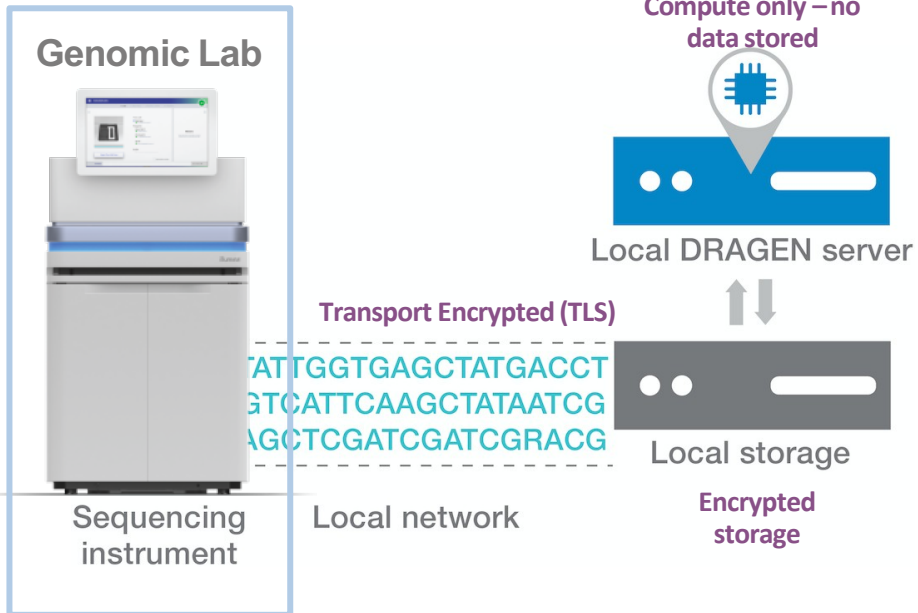 Compute only – no
data stored
Genomic Lab
Local DRAGEN server
Transport Encrypted (TLS)
TATTGGTGAGCTATGACCT
GTCATTCAAGCTATAATCG
AGCTCGATCGATCGRACG
Local storage
Encrypted
storage
Sequencing
instrument
Local network